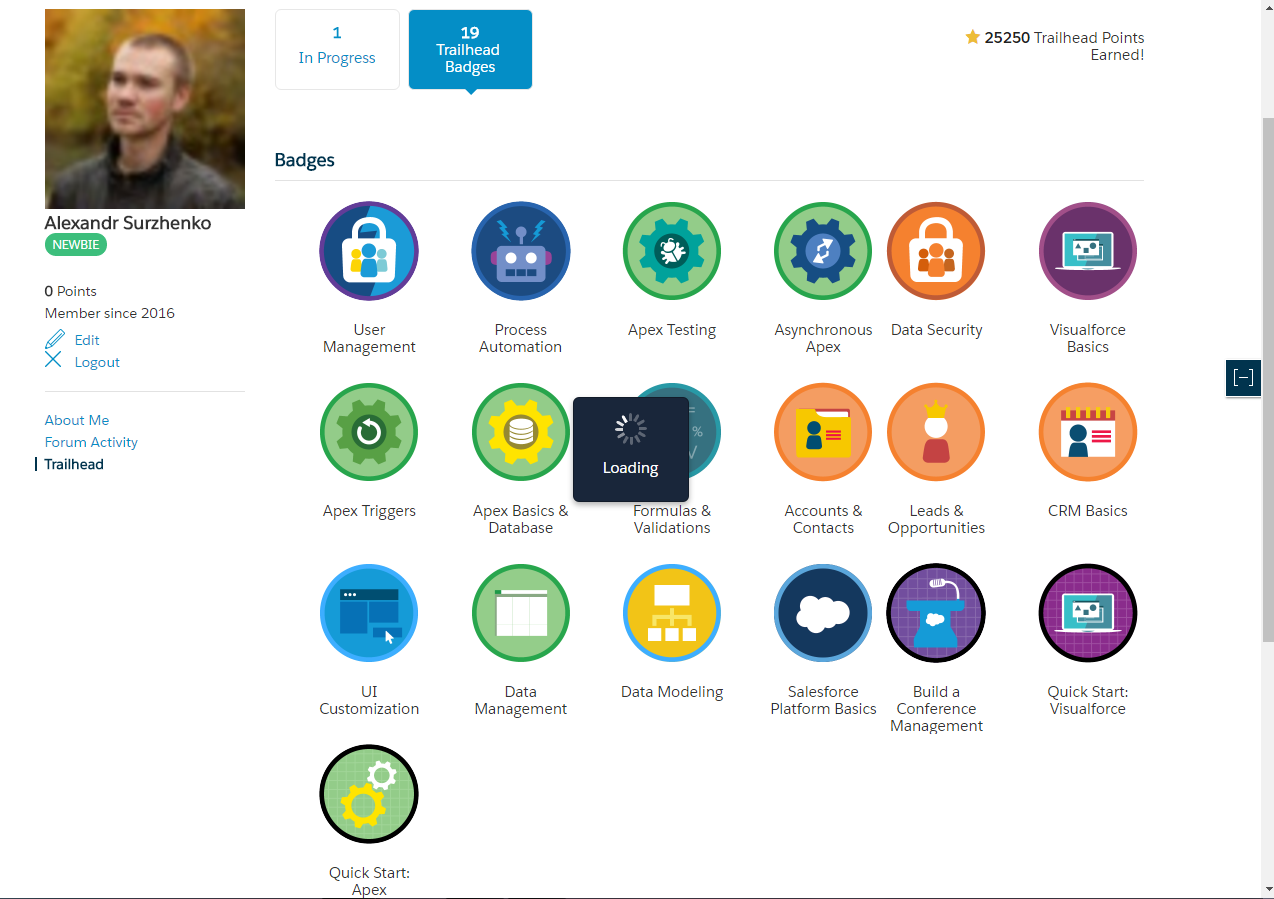 1
In Progress
19
Trailhead
Badges
25250 Trailhead Points
Earned!
Alexandr Surzhenko
NEWBIE
0 Points
Member since 2016
Edit
Logout
About Me
Forum Activity
Trailhead
Badges
User
Management
Process
Automation
Apex Testing
Asynchronous
Apex
Data Security
Visualforce
Basics
Apex Triggers
Apex Basics &
Database
%
Loading
Formulas &
Validations
Accounts &
Contacts
Leads &
Opportunities
CRM Basics
UI
Customization
Data
Management
Data Modeling
Salesforce
Platform Basics
Build a
Conference
Management
Quick Start:
Visualforce
Quick Start:
Apex